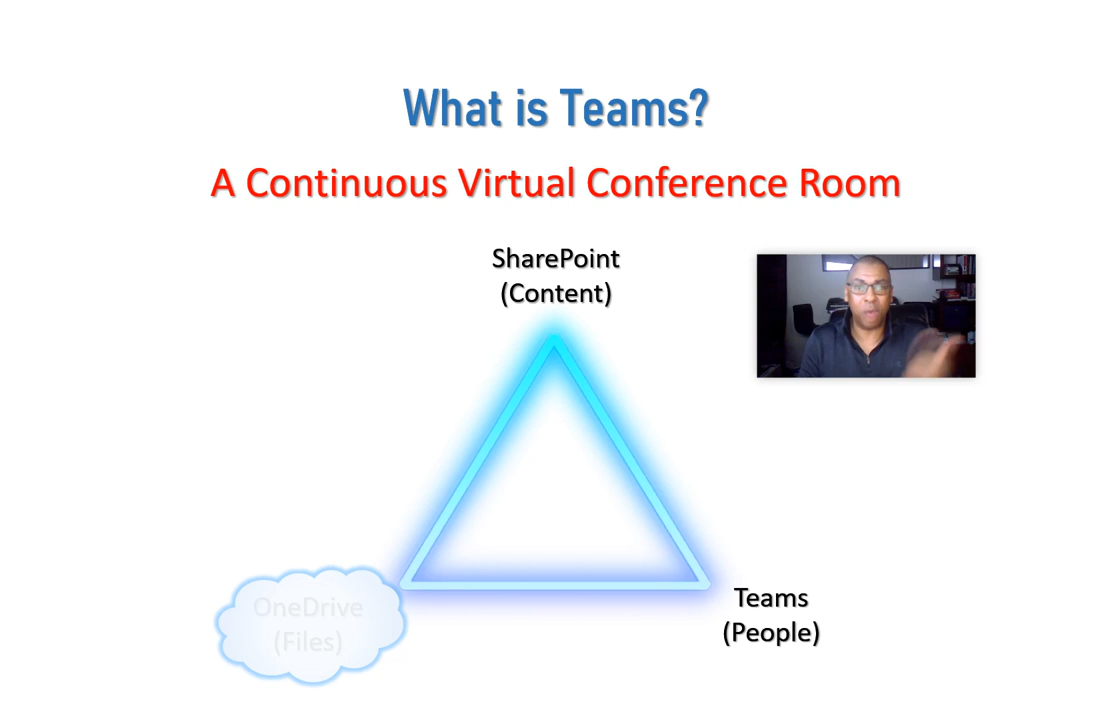 What is Teams?
A Continuous Virtual Conference Room
SharePoint
(Content)
OneDrive
(Files)
Teams
(People)